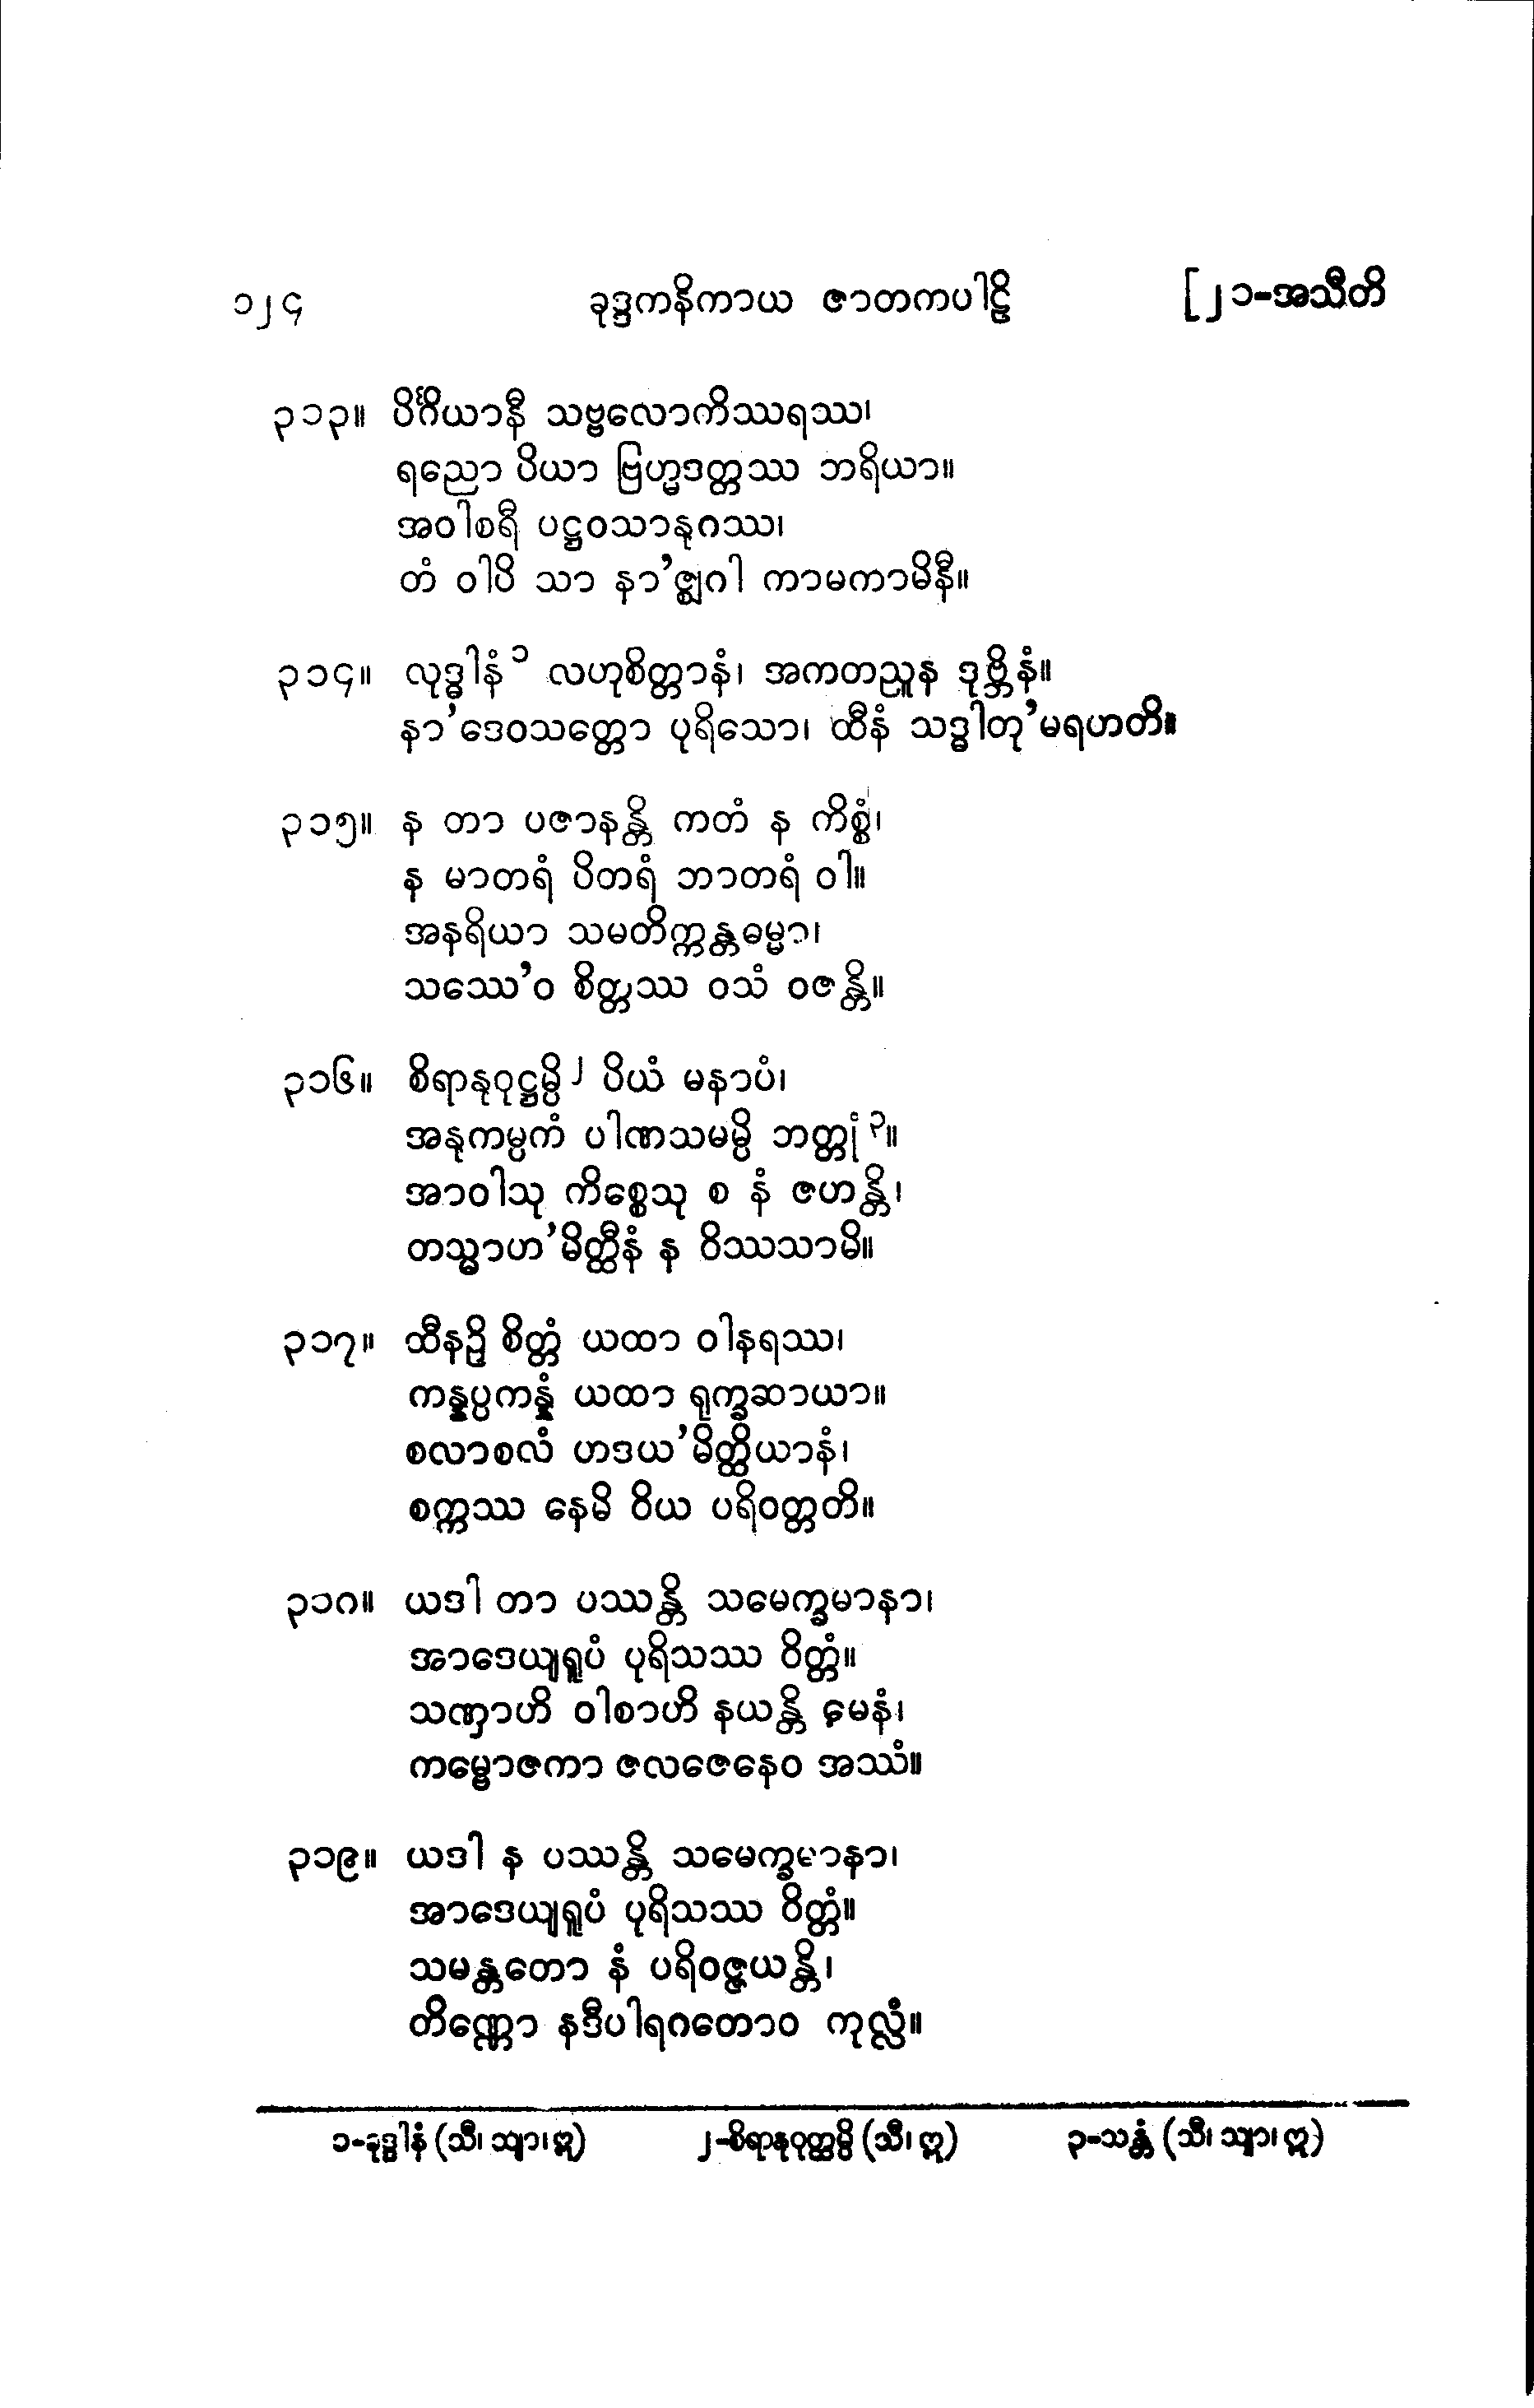 ၁၂၄ ခုဒ္ဒကနိကာယ ဇာတကပါဠိ [၂၁-အသီတိ
၃၁၃။ ပိင်္ဂိယာနီ သဗ္ဗလောကိဿရဿ၊
ရညော ပိယာ ဗြဟ္မဒတ္တဿ ဘရိယာ။
အဝါစရီ ပဋ္ဌဝသာနုဂဿ၊
တံ ဝါပိ သာ နာ’ဇ္ဈဂါ ကာမကာမိနီ။
၃၁၄။ လုဒ္ဓါနံ ၁ လဟုစိတ္တာနံ၊ အကတညူန ဒုဗ္ဘိနံ။
နာ’ဒေဝသတ္တော ပုရိသော၊ ထီနံ သဒ္ဓါတု’မရဟတိ။
၃၁၅။ န တာ ပဇာနန္တိ ကတံ န ကိစ္စံ၊
န မာတရံ ပိတရံ ဘာတရံ ဝါ။
အနရိယာ သမတိက္ကန္တဓမ္မာ၊
သဿေ’ဝ စိတ္တဿ ဝသံ ဝဇန္တိ။
၃၁၆။ စိရာနုဝုဋ္ဌမ္ပိ ၂ ပိယံ မနာပံ၊
အနုကမ္ပကံ ပါဏသမမ္ပိ ဘတ္တုံ ၃။
အာဝါသု ကိစ္စေသု စ နံ ဇဟန္တိ၊
တသ္မာဟ’မိတ္ထီနံ န ဝိဿသာမိ။
၃၁၇။ ထီနဉှိ စိတ္တံ ယထာ ဝါနရဿ၊
ကန္နပ္ပကန္နံ ယထာ ရုက္ခဆာယာ။
စလာစလံ ဟဒယ’မိတ္ထိယာနံ၊
စက္ကဿ နေမိ ဝိယ ပရိဝတ္တတိ။
၃၁၈။ ယဒါ တာ ပဿန္တိ သမေက္ခမာနာ၊
အာဒေယျရူပံ ပုရိသဿ ဝိတ္တံ။
သဏှာဟိ ဝါစာဟိ နယန္တိ မေနံ၊
ကမ္ဗောဇကာ ဇလဇေနေဝ အဿံ။
၃၁၉။ ယဒါ န ပဿန္တိ သမေက္ခမာနာ၊
အာဒေယျရူပံ ပုရိသဿ ဝိတ္တံ။
သမန္တတော နံ ပရိဝဇ္ဇယန္တိ၊
တိဏ္ဏော နဒီပါရဂတောဝ ကုလ္လံ။
၁-ခုဒ္ဒါနံ (သီ၊ သျာ၊ ဣ) ၂-စိရာနုဝုတ္ထမ္ပိ (သီ၊ ဣ) ၃-သန္တံ (သီ၊ သျာ၊ ဣ)